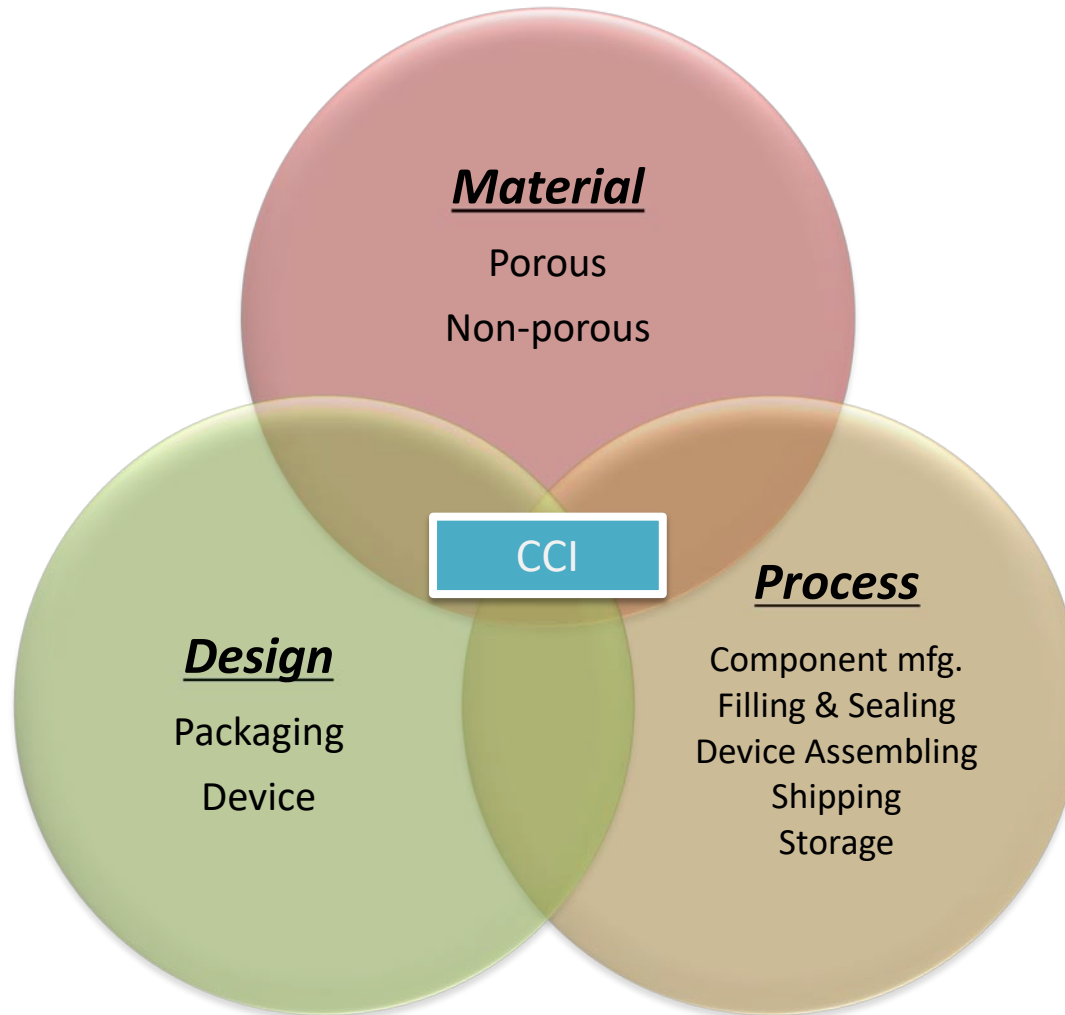 Material
Porous
Non-porous
CCI
Process
Component mfg.
Filling & Sealing
Device Assembling
Shipping
Storage
Design
Packaging
Device